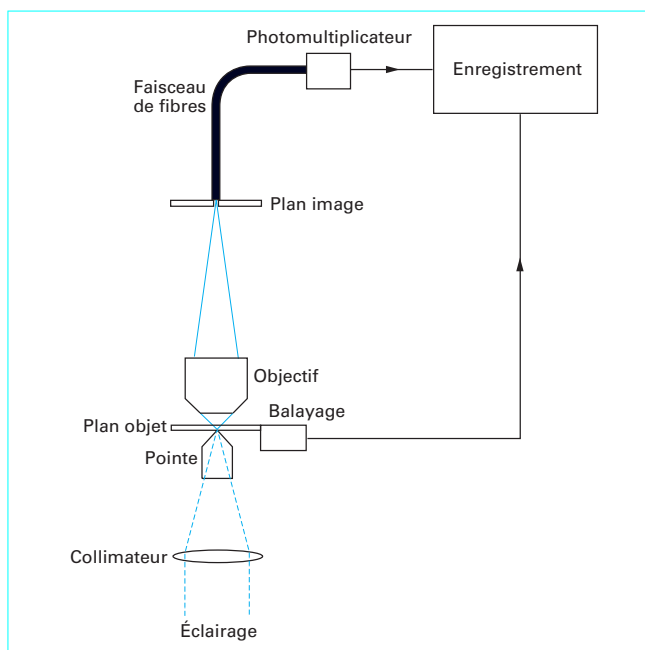 Photomultiplicateur
Enregistrement
Faisceau
de fibres
Plan image
Objectif
Balayage
Plan objet
Pointe
Collimateur
Éclairage